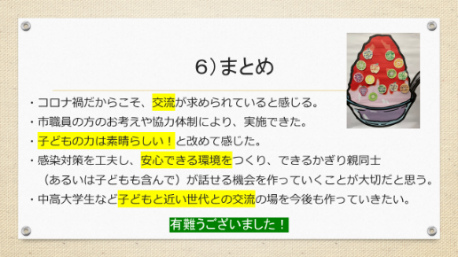 ６）まとめ
・コロナ禍だからこそ、交流が求められていると感じる。
・市職員の方のお考えや協力体制により、実施できた。
・子どもの力は素晴らしい！と改めて感じた。
・感染対策を工夫し、安心できる環境をつくり、できるかぎり親同士
（あるいは子どもも含んで）が話せる機会を作っていくことが大切だと思う。
・中高大学生など子どもと近い世代との交流の場を今後も作っていきたい。
有難うございました！